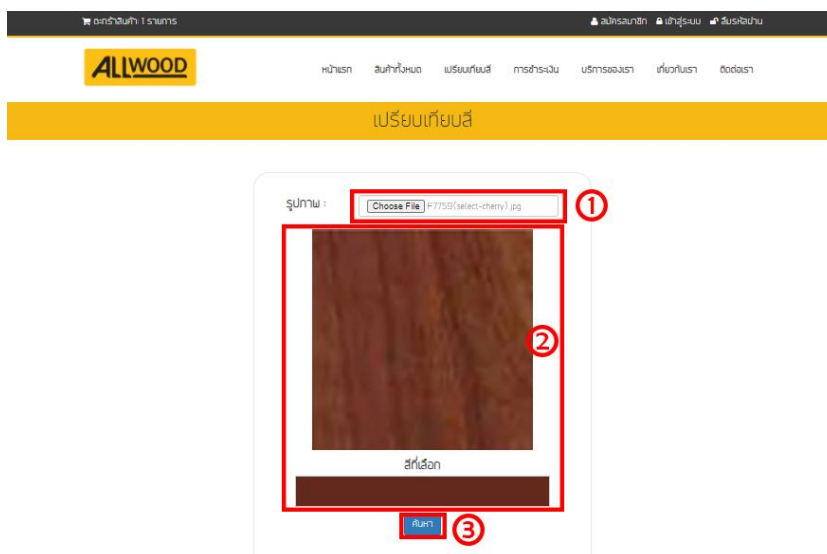 ตะกร้าสินค้า: 1 รายการ
สมัครสมาชิก เข้าสู่ระบบ ลืมรหัสผ่าน
ALLWOOD
หน้าแรก สินค้าทั้งหมด เปรียบเทียบสี การชำระเงิน บริการของเรา เกี่ยวกับเรา ติดต่อเรา
เปรียบเทียบสี
รูปภาพ : Choose File F7759(select-cherry).jpg 1
2
สีที่เลือก
ค้นหา 3